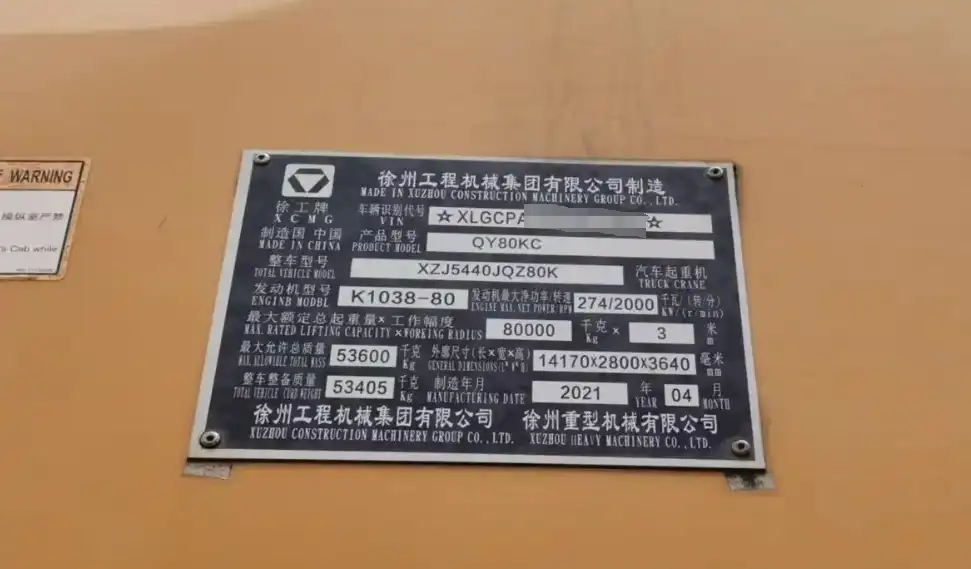 WARNING
操纵室严禁
's Cab while
徐州工程机械集团有限公司制造
MADE IN XUZHOU CONSTRUCTION MACHINERY GROUP CO.,LTD.
徐工牌 车辆识别代号 ☆XLGCPA ☆
XCMG VIN
制造国 中国 产品型号 QY80KC
MADE IN CHINA PRODUCT MODEL
整车型号 XZJ5440JQZ80K 汽车起重机
TOTAL VEHICLE MODEL TRUCK CRANE
发动机型号 K1038-80 发动机最大净功率/转速 274/2000 千瓦/(转/分)
ENGINB MODBL ENGINE MAX. NET POWER/RPM KW/(r/min)
最大额定总起重量×工作幅度 80000 千克 × 3 米
MAX. RATED LIFTING CAPACITY ×WORKING RADIUS Kg m
最大允许总质量 53600 千克 外廓尺寸(长×宽×高) 14170X2800X3640 毫米
MAX. ALLOWABLE TOTAL MASS Kg GENERAL DIMENSIONS(L*W*H) mm
整车整备质量 53405 千克 制造年月 2021 年 04 月
TOTAL VEHICLE CURB WEIGHT Kg MANUFACTURING DATE YEAR MONTH
徐州工程机械集团有限公司 徐州重型机械有限公司
XUZHOU CONSTRUCTION MACHINERY GROUP CO.,LTD. XUZHOU HEAVY MACHINERY CO.,LTD.